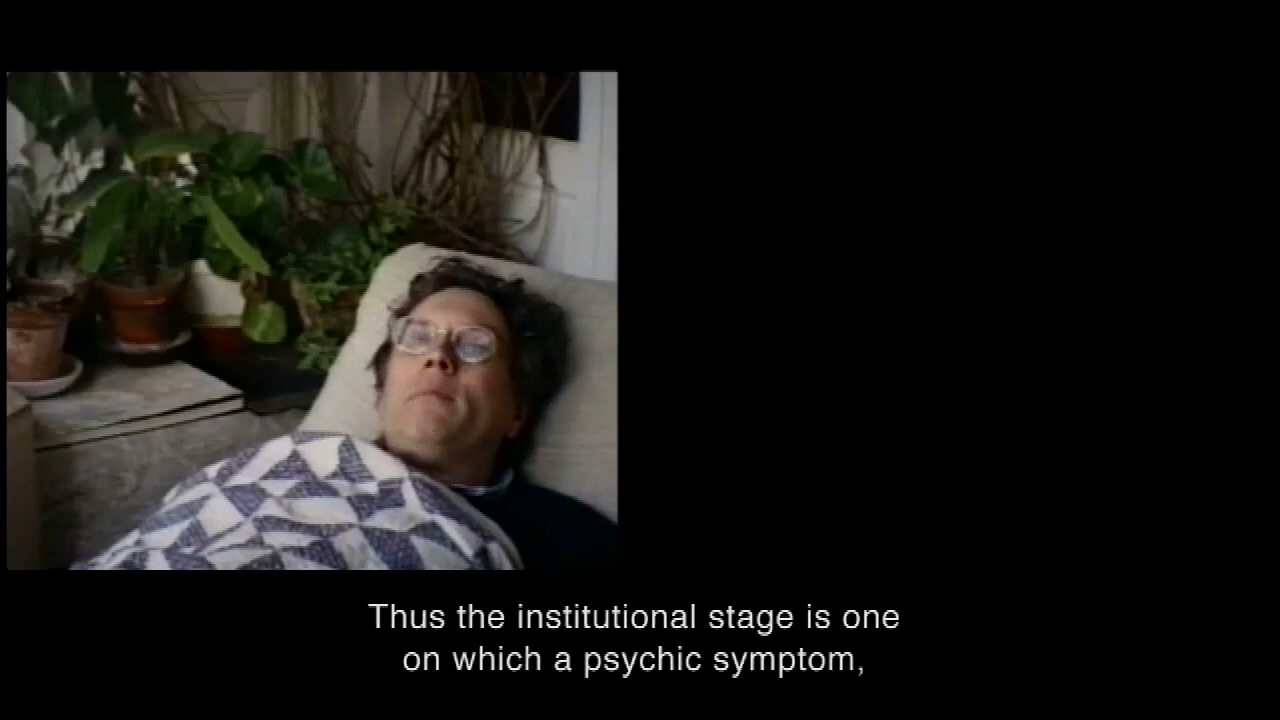 Thus the institutional stage is one
on which a psychic symptom,